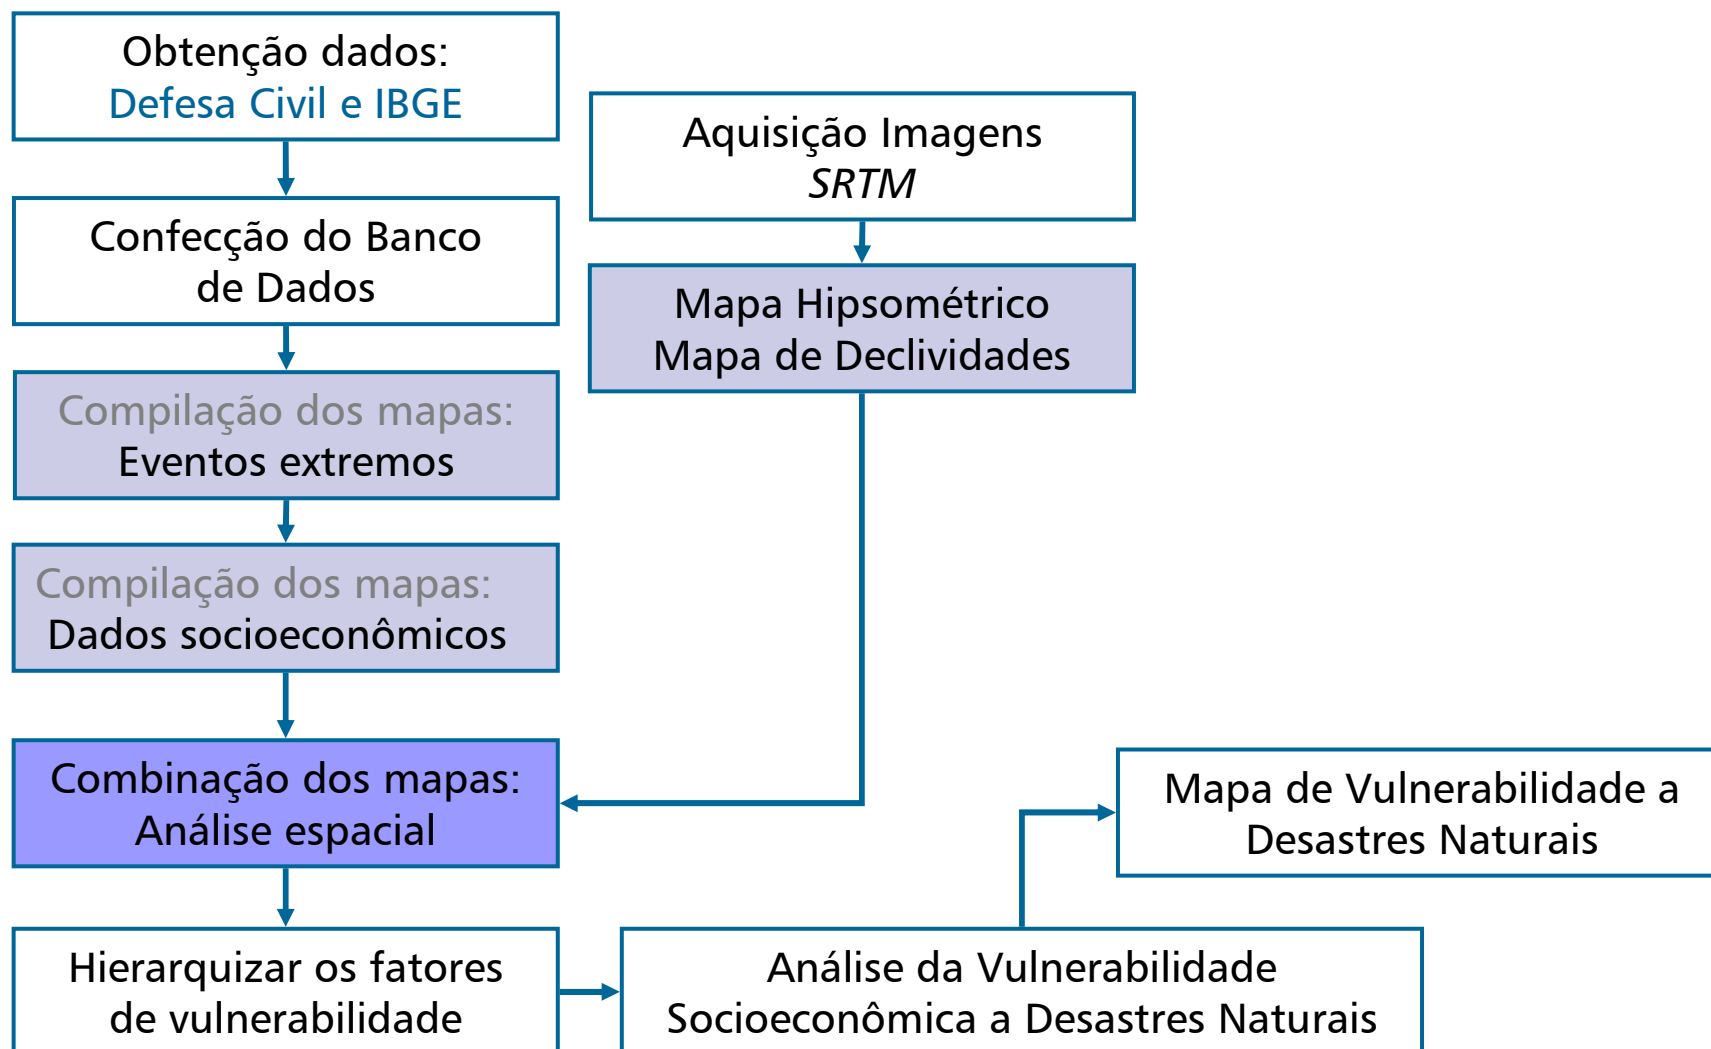 Obtenção dados:
Defesa Civil e IBGE
Aquisição Imagens
SRTM
Confecção do Banco
de Dados
Mapa Hipsométrico
Mapa de Declividades
Compilação dos mapas:
Eventos extremos
Compilação dos mapas:
Dados socioeconômicos
Combinação dos mapas:
Análise espacial
Mapa de Vulnerabilidade a
Desastres Naturais
Hierarquizar os fatores
de vulnerabilidade
Análise da Vulnerabilidade
Socioeconômica a Desastres Naturais